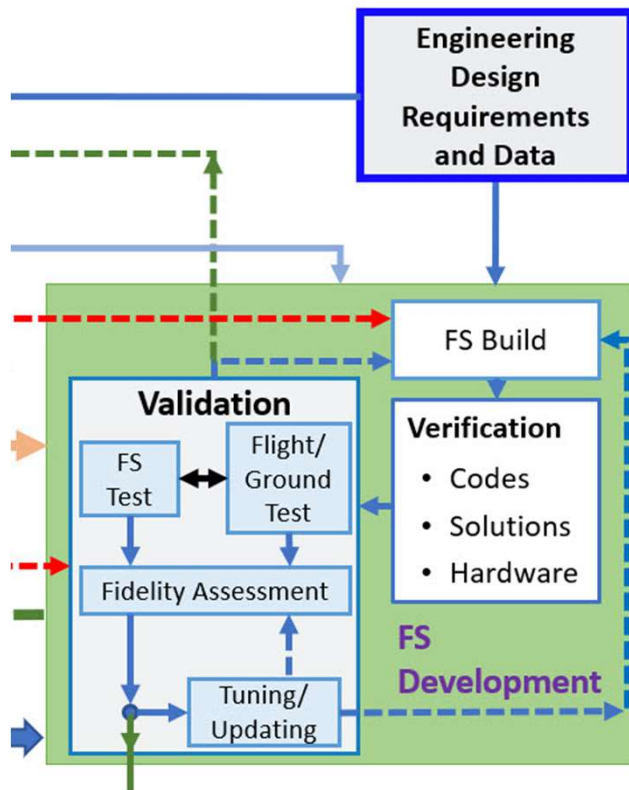 Engineering
Design
Requirements
and Data
FS Build
Validation
FS
Test
Flight/
Ground
Test
Verification
• Codes
• Solutions
• Hardware
Fidelity Assessment
FS
Development
Tuning/
Updating